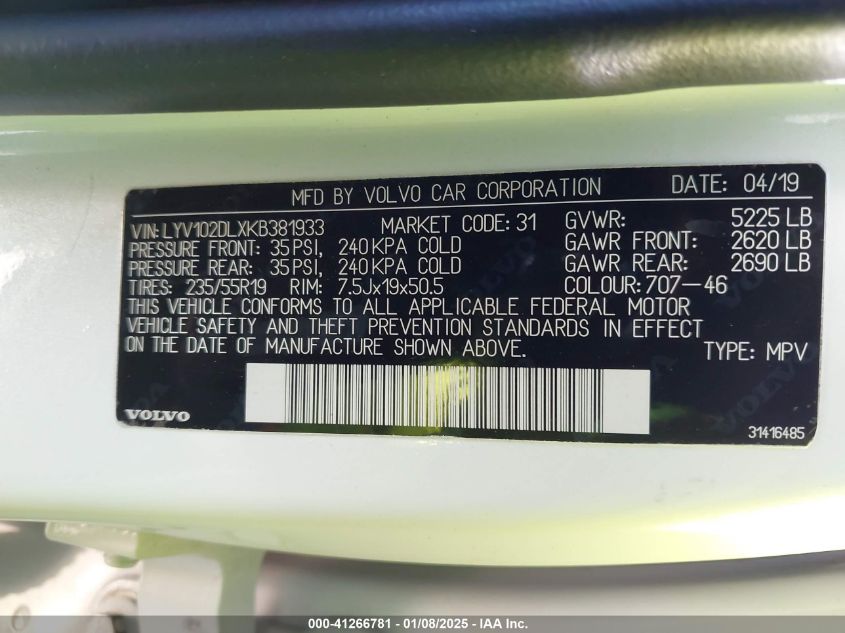 MFD BY VOLVO CAR CORPORATION DATE: 04/19
VIN: LYV102DLXKB381933 MARKET CODE: 31 GVWR: 5225 LB
PRESSURE FRONT: 35 PSI, 240 KPA COLD GAWR FRONT: 2620 LB
PRESSURE REAR: 35 PSI, 240 KPA COLD GAWR REAR: 2690 LB
TIRES: 235/55R19 RIM: 7.5Jx19x50.5 COLOUR: 707-46
THIS VEHICLE CONFORMS TO ALL APPLICABLE FEDERAL MOTOR
VEHICLE SAFETY AND THEFT PREVENTION STANDARDS IN EFFECT
ON THE DATE OF MANUFACTURE SHOWN ABOVE. TYPE: MPV
VOLVO
31416485
000-41266781 - 01/08/2025 - IAA Inc.